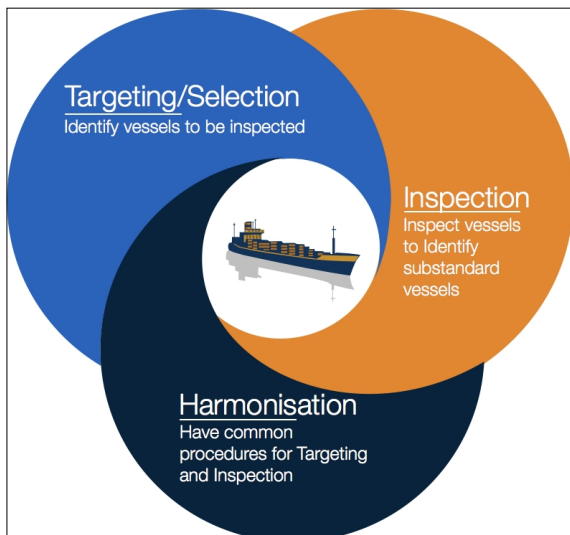 Targeting/Selection
Identify vessels to be inspected
Inspection
Inspect vessels
to Identify
substandard
vessels
Harmonisation
Have common
procedures for Targeting
and Inspection